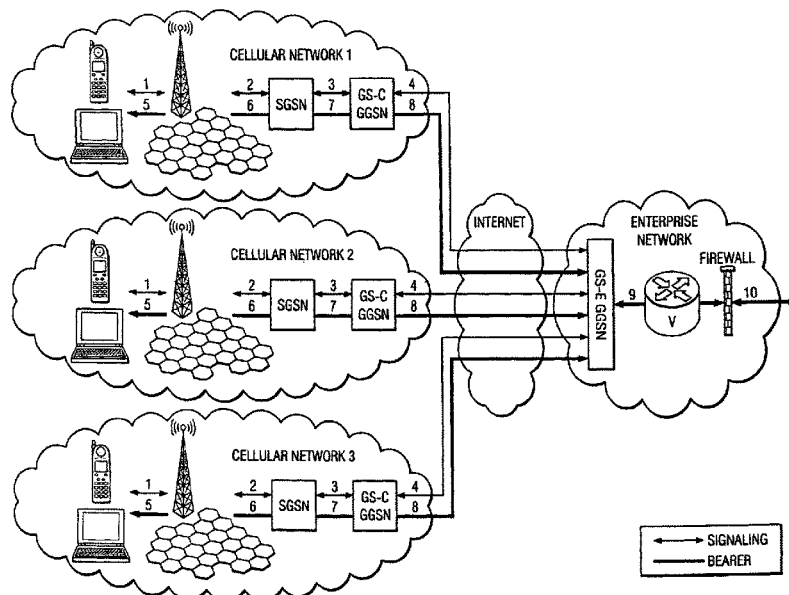 CELLULAR NETWORK 1
1
5
2
6
SGSN
3
7
GS-C
GGSN
4
8
CELLULAR NETWORK 2
1
5
2
6
SGSN
3
7
GS-C
GGSN
4
8
CELLULAR NETWORK 3
1
5
2
6
SGSN
3
7
GS-C
GGSN
4
8
INTERNET
ENTERPRISE
NETWORK
GS-E GGSN
9
V
FIREWALL
10
SIGNALING
BEARER